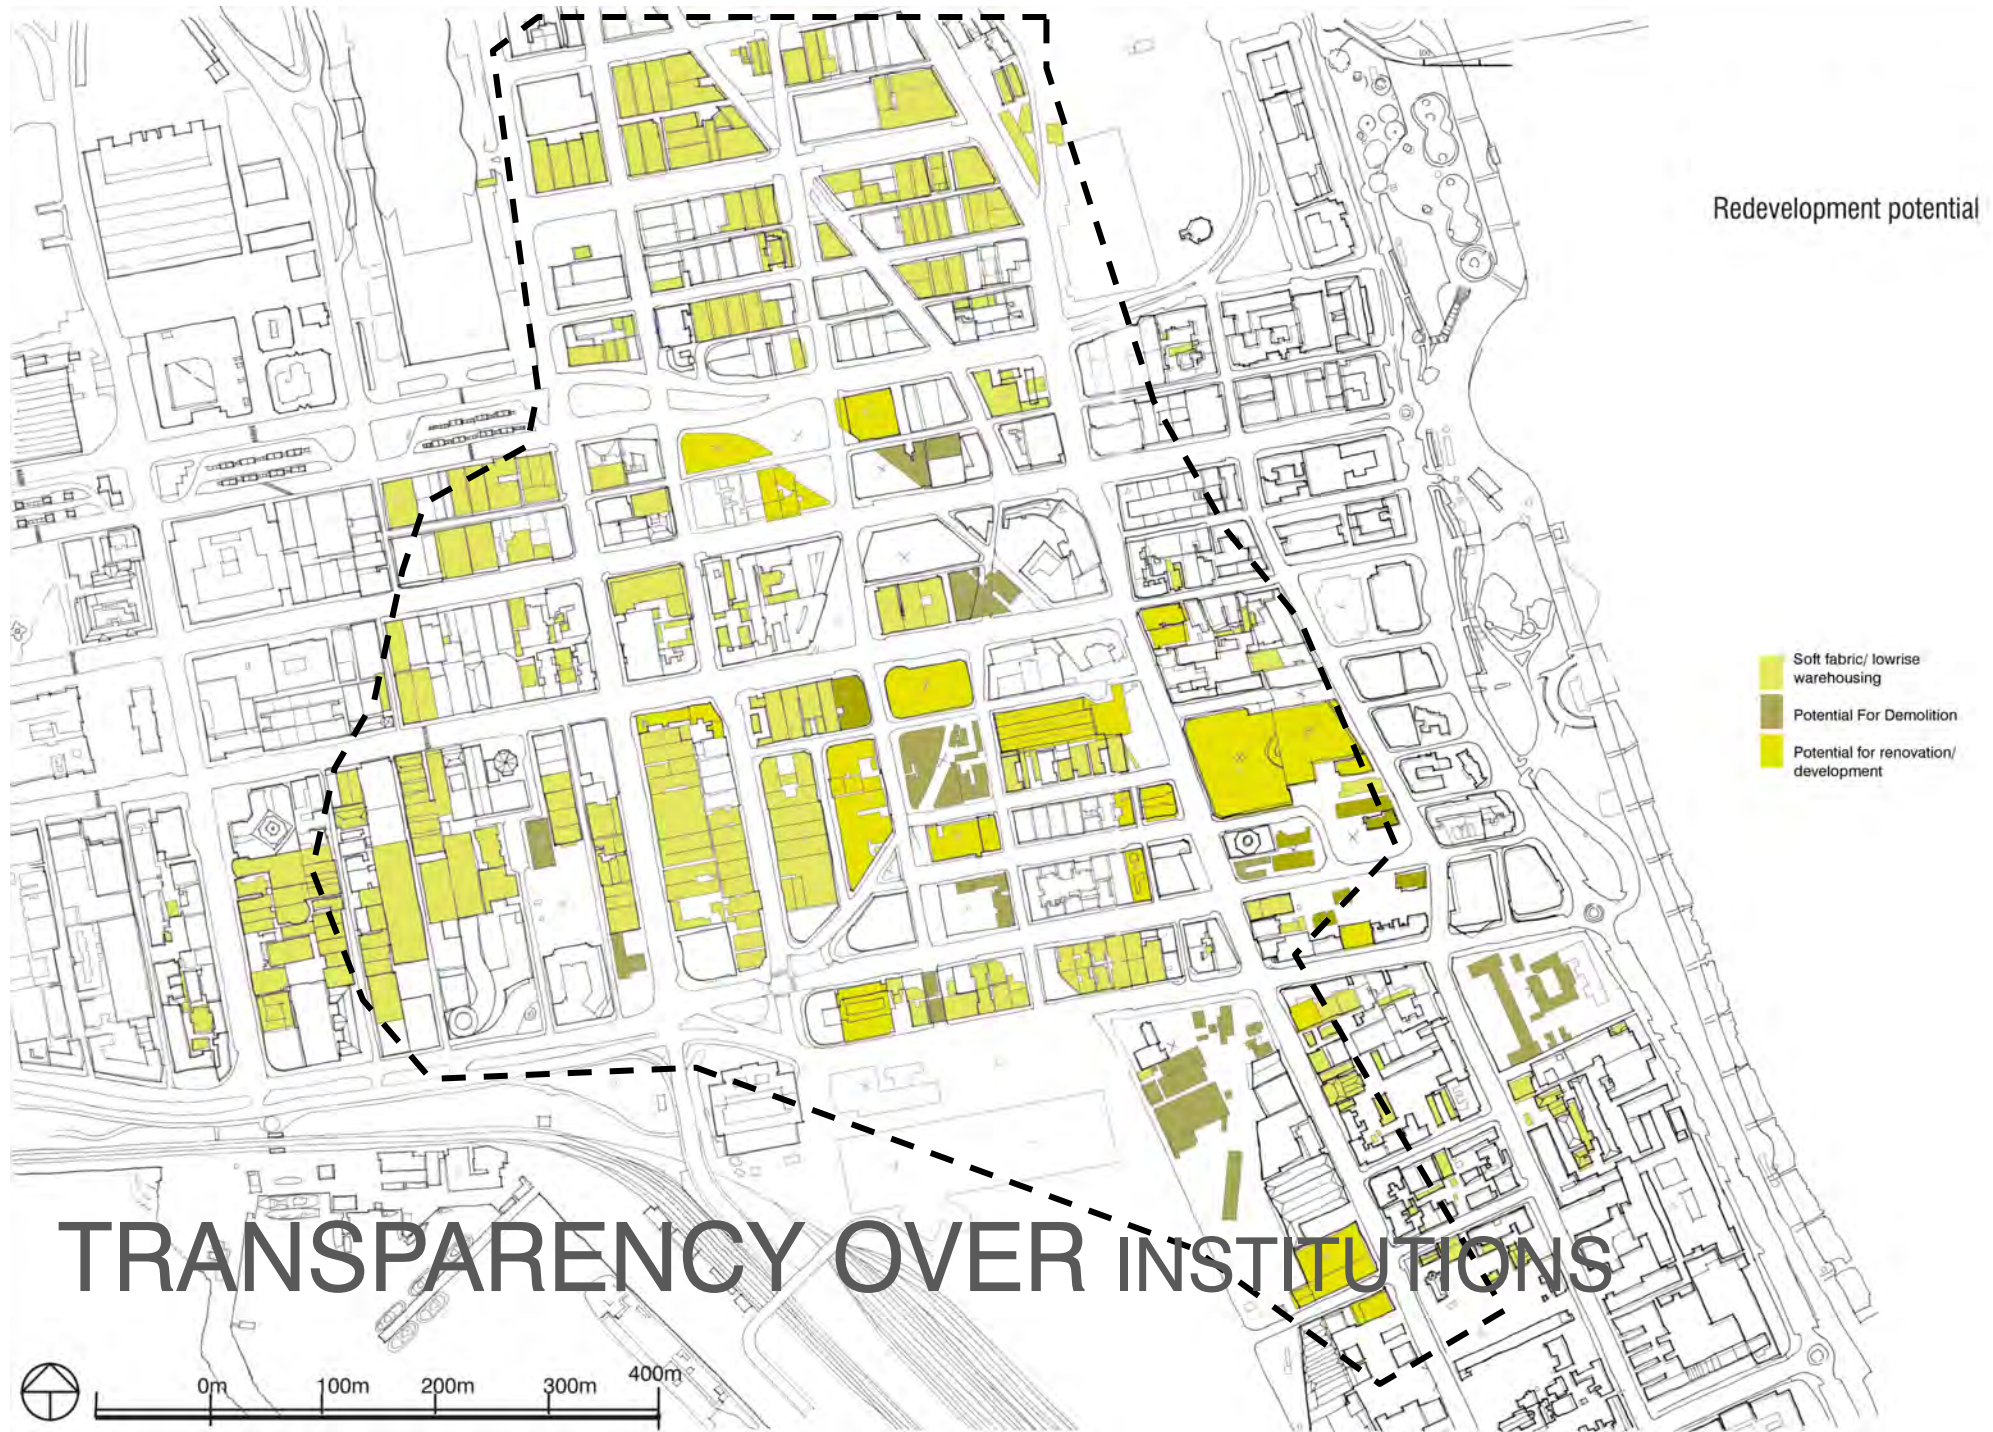 Redevelopment potential
Soft fabric/ lowrise
warehousing
Potential For Demolition
Potential for renovation/
development
TRANSPARENCY OVER INSTITUTIONS
0m 100m 200m 300m 400m